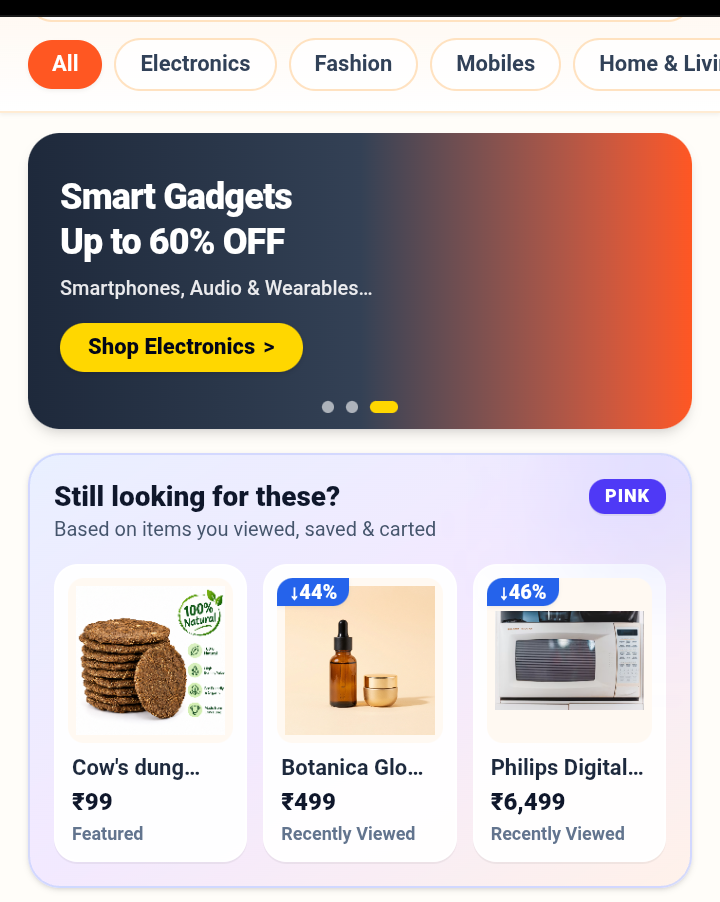 All
Electronics
Fashion
Mobiles
Home & Livi
Smart Gadgets
Up to 60% OFF
Smartphones, Audio & Wearables...
Shop Electronics >
Still looking for these?
PINK
Based on items you viewed, saved & carted
100%
Natural
↓44%
↓46%
Cow's dung...
Botanica Glo...
Philips Digital...
₹99
₹499
₹6,499
Featured
Recently Viewed
Recently Viewed